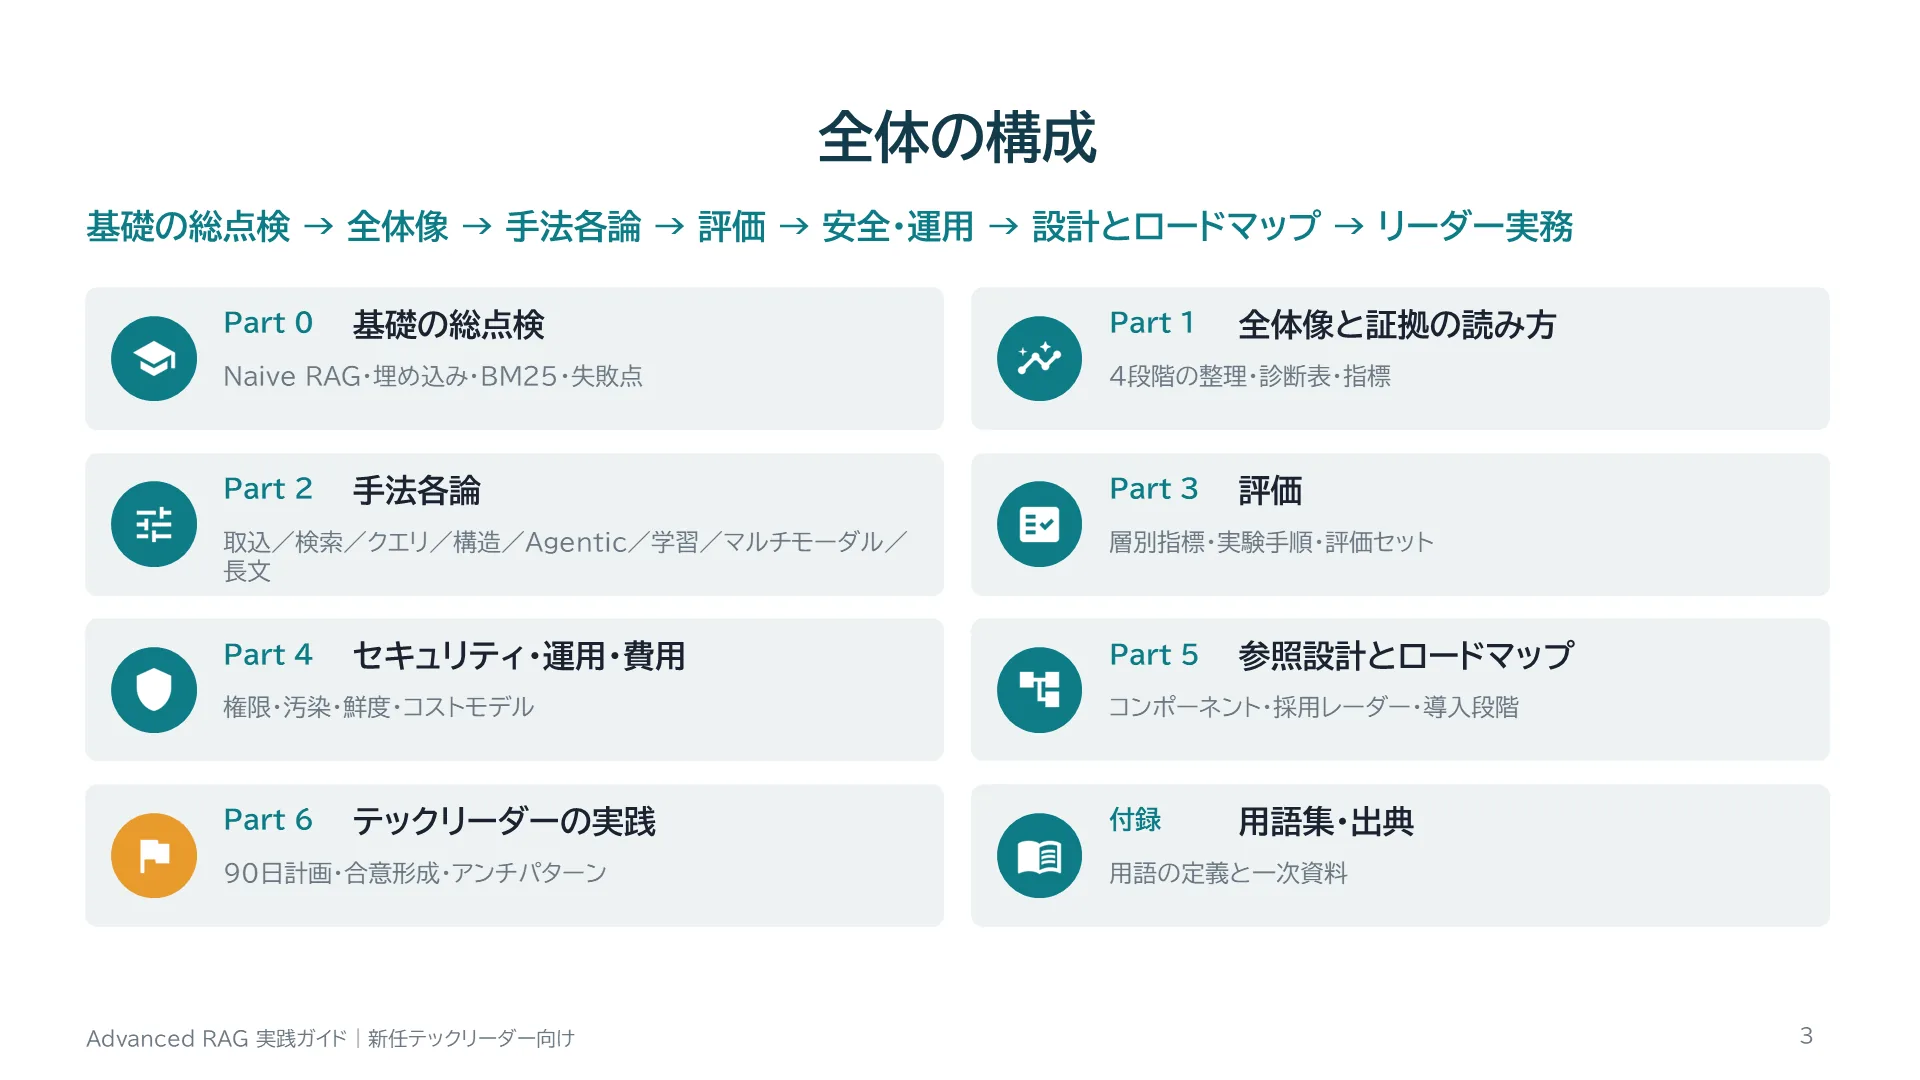 全体の構成
基礎の総点検 → 全体像 → 手法各論 → 評価 → 安全・運用 → 設計とロードマップ → リーダー実務
Part 0 基礎の総点検
Naive RAG・埋め込み・BM25・失敗点
Part 1 全体像と証拠の読み方
4段階の整理・診断表・指標
Part 2 手法各論
取込／検索／クエリ／構造／Agentic／学習／マルチモーダル／
長文
Part 3 評価
層別指標・実験手順・評価セット
Part 4 セキュリティ・運用・費用
権限・汚染・鮮度・コストモデル
Part 5 参照設計とロードマップ
コンポーネント・採用レーダー・導入段階
Part 6 テックリーダーの実践
90日計画・合意形成・アンチパターン
付録 用語集・出典
用語の定義と一次資料
Advanced RAG 実践ガイド｜新任テックリーダー向け
3